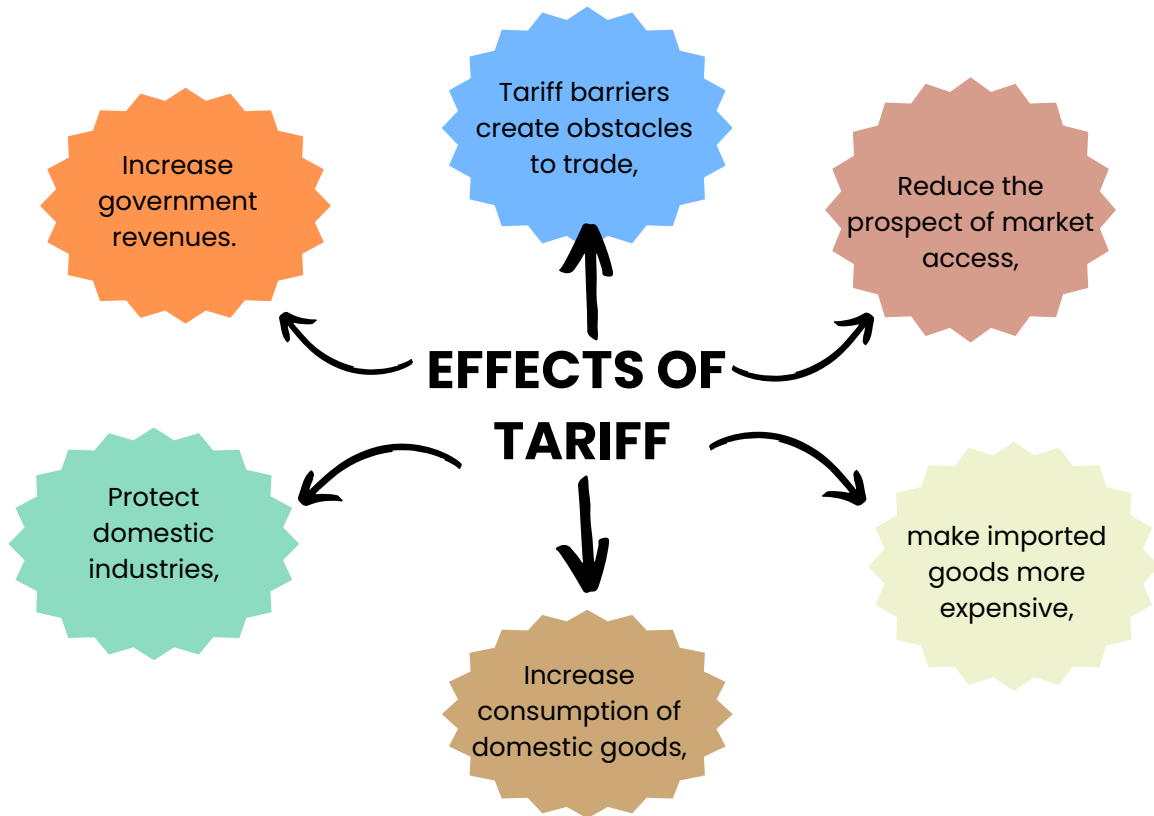 Tariff barriers
create obstacles
to trade,
Increase
government
revenues.
Reduce the
prospect of market
access,
EFFECTS OF
TARIFF
Protect
domestic
industries,
make imported
goods more
expensive,
Increase
consumption of
domestic goods,